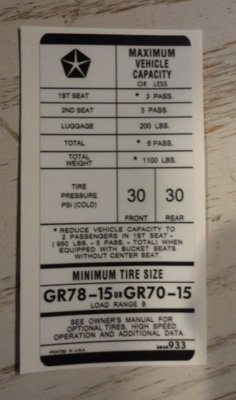 MAXIMUM
VEHICLE
CAPACITY
OR LESS
1ST SEAT * 3 PASS.
2ND SEAT 3 PASS.
LUGGAGE 200 LBS.
TOTAL * 6 PASS.
TOTAL WEIGHT * 1100 LBS.
TIRE
PRESSURE
PSI (COLD)
30 FRONT
30 REAR
*REDUCE VEHICLE CAPACITY TO
2 PASSENGERS IN 1ST SEAT -
(950 LBS. - 5 PASS. - TOTAL) WHEN
EQUIPPED WITH BUCKET SEATS
WITHOUT CENTER SEAT.
MINIMUM TIRE SIZE
GR78-15 OR GR70-15
LOAD RANGE B
SEE OWNER'S MANUAL FOR
OPTIONAL TIRES, HIGH SPEED
OPERATION AND ADDITIONAL DATA.
PRINTED IN U.S.A.
933